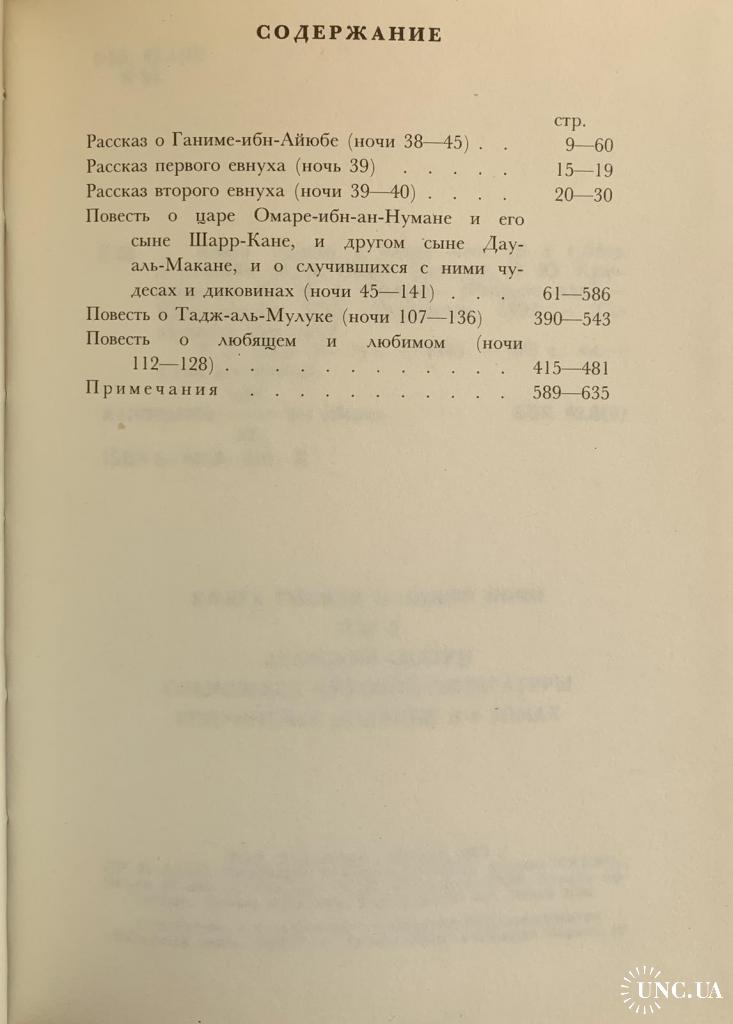 СОДЕРЖАНИЕ
стр.
Рассказ о Ганиме-ибн-Айюбе (ночи 38—45) . . 9—60
Рассказ первого евнуха (ночь 39) . . . . . 15—19
Рассказ второго евнуха (ночи 39—40) . . . . 20—30
Повесть о царе Омаре-ибн-ан-Нумане и его
сыне Шарр-Кане, и другом сыне Дау-
аль-Макане, и о случившихся с ними чу-
десах и диковинах (ночи 45—141) . . . 61—586
Повесть о Тадж-аль-Мулуке (ночи 107—136) 390—543
Повесть о любящем и любимом (ночи
112—128) . . . . . . . . . . . . 415—481
Примечания . . . . . . . . . . . 589—635
UNC.UA